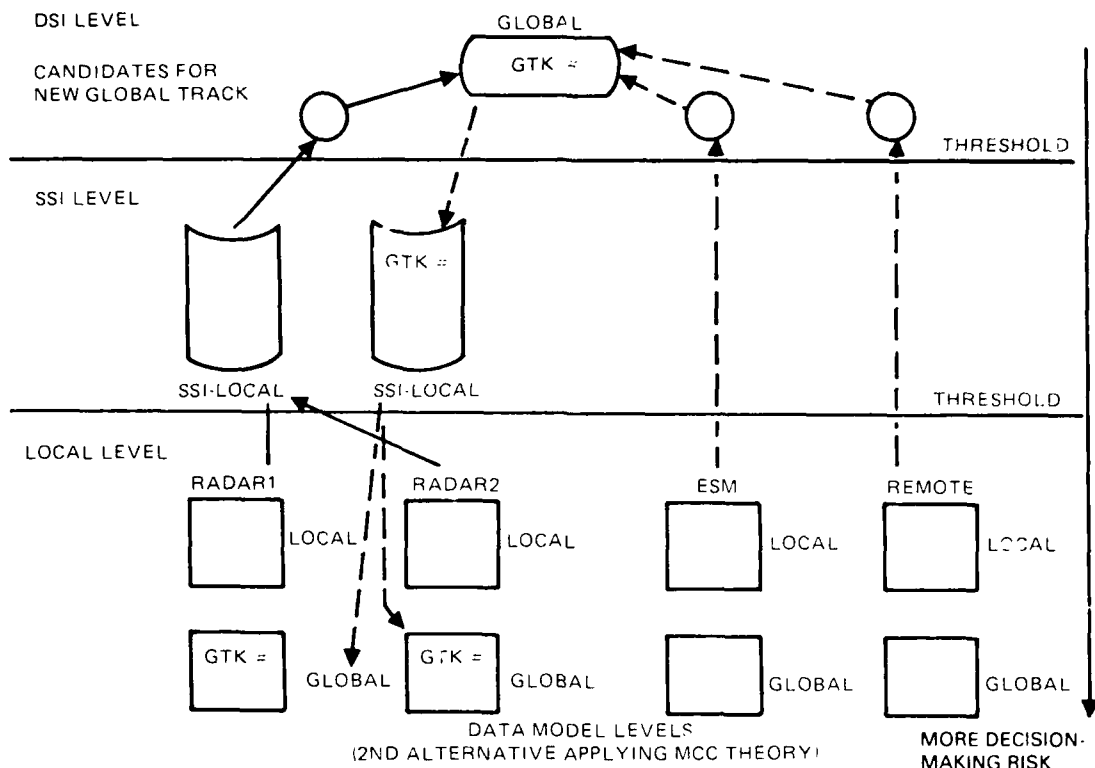 DSI LEVEL
GLOBAL
GTK =
CANDIDATES FOR
NEW GLOBAL TRACK
THRESHOLD
SSI LEVEL
GTK =
SSI-LOCAL
SSI-LOCAL
THRESHOLD
LOCAL LEVEL
RADAR1
RADAR2
ESM
REMOTE
LOCAL
LOCAL
LOCAL
LOCAL
GTK =
GLOBAL
GTK =
GLOBAL
GLOBAL
GLOBAL
DATA MODEL LEVELS
(2ND ALTERNATIVE APPLYING MCC THEORY)
MORE DECISION-
MAKING RISK